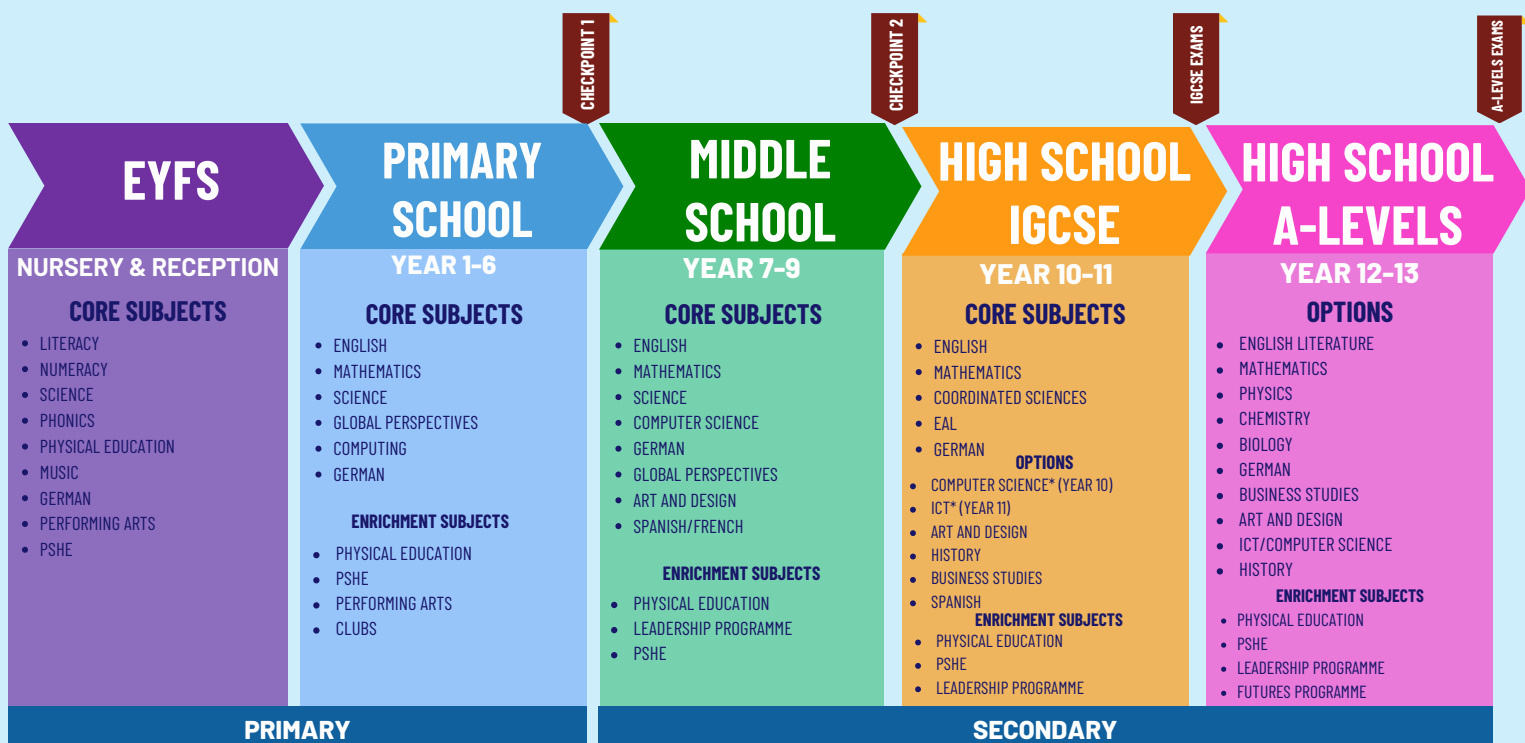 CHECKPOINT 1
CHECKPOINT 2
IGCSE EXAMS
A-LEVELS EXAMS
EYFS
NURSERY & RECEPTION
CORE SUBJECTS
LITERACY
NUMERACY
SCIENCE
PHONICS
PHYSICAL EDUCATION
MUSIC
GERMAN
PERFORMING ARTS
PSHE
PRIMARY
SCHOOL
YEAR 1-6
CORE SUBJECTS
ENGLISH
MATHEMATICS
SCIENCE
GLOBAL PERSPECTIVES
COMPUTING
GERMAN
ENRICHMENT SUBJECTS
PHYSICAL EDUCATION
PSHE
PERFORMING ARTS
CLUBS
MIDDLE
SCHOOL
YEAR 7-9
CORE SUBJECTS
ENGLISH
MATHEMATICS
SCIENCE
COMPUTER SCIENCE
GERMAN
GLOBAL PERSPECTIVES
ART AND DESIGN
SPANISH/FRENCH
ENRICHMENT SUBJECTS
PHYSICAL EDUCATION
LEADERSHIP PROGRAMME
PSHE
HIGH SCHOOL
IGCSE
YEAR 10-11
CORE SUBJECTS
ENGLISH
MATHEMATICS
COORDINATED SCIENCES
EAL
GERMAN
OPTIONS
COMPUTER SCIENCE* (YEAR 10)
ICT* (YEAR 11)
ART AND DESIGN
HISTORY
BUSINESS STUDIES
SPANISH
ENRICHMENT SUBJECTS
PHYSICAL EDUCATION
PSHE
LEADERSHIP PROGRAMME
HIGH SCHOOL
A-LEVELS
YEAR 12-13
OPTIONS
ENGLISH LITERATURE
MATHEMATICS
PHYSICS
CHEMISTRY
BIOLOGY
GERMAN
BUSINESS STUDIES
ART AND DESIGN
ICT/COMPUTER SCIENCE
HISTORY
ENRICHMENT SUBJECTS
PHYSICAL EDUCATION
PSHE
LEADERSHIP PROGRAMME
FUTURES PROGRAMME
PRIMARY
SECONDARY